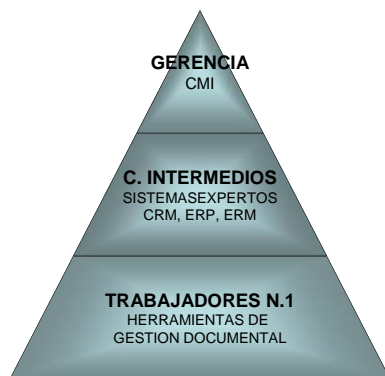 GERENCIA
CMI
C. INTERMEDIOS
SISTEMASEXPERTOS
CRM, ERP, ERM
TRABAJADORES N.1
HERRAMIENTAS DE
GESTION DOCUMENTAL